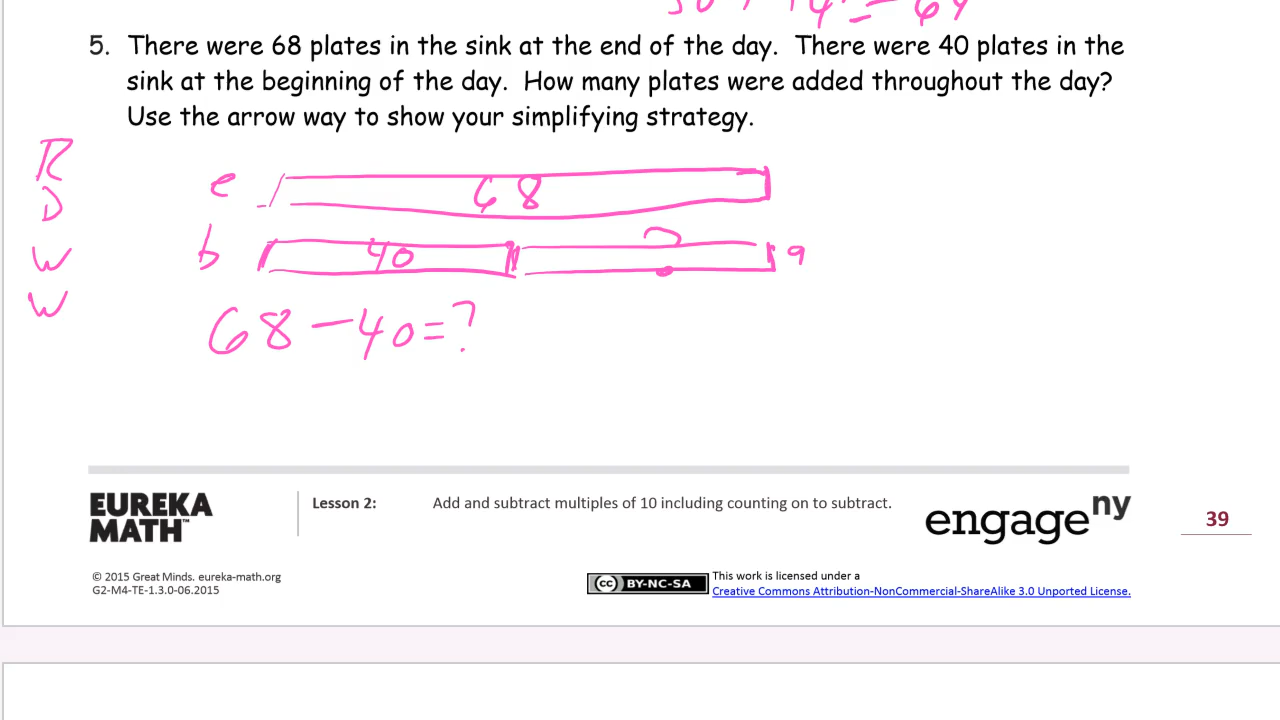 50 + 14 = 64
5. There were 68 plates in the sink at the end of the day. There were 40 plates in the
sink at the beginning of the day. How many plates were added throughout the day?
Use the arrow way to show your simplifying strategy.
R
D
W
W
e 68
b 40 ?
68 - 40 = ?
EUREKA
MATH™
Lesson 2: Add and subtract multiples of 10 including counting on to subtract.
engage ny
39
© 2015 Great Minds. eureka-math.org
G2-M4-TE-1.3.0-06.2015
cc BY-NC-SA
This work is licensed under a
Creative Commons Attribution-NonCommercial-ShareAlike 3.0 Unported License.